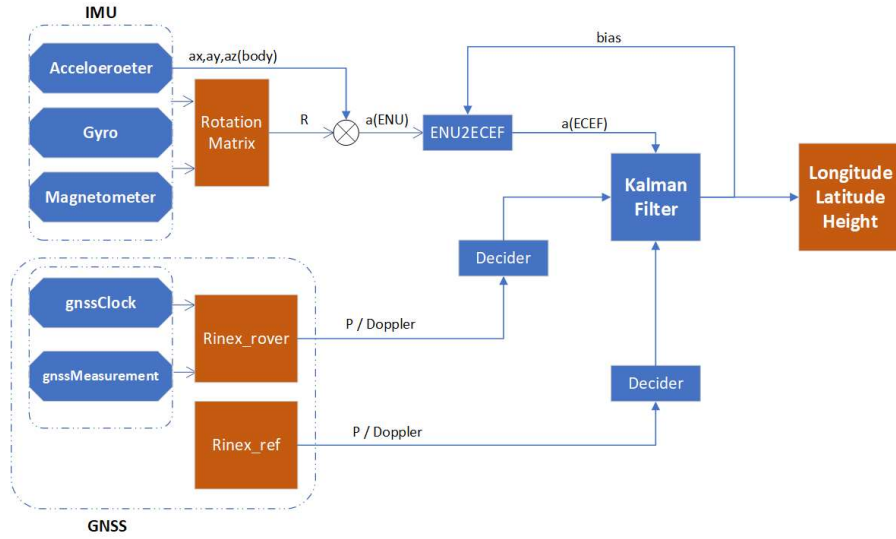 IMU
Acceloeroeter
Gyro
Magnetometer
ax,ay,az(body)
Rotation
Matrix
R
a(ENU)
ENU2ECEF
bias
a(ECEF)
Kalman
Filter
Longitude
Latitude
Height
Decider
gnssClock
gnssMeasurement
Rinex_rover
P / Doppler
Decider
Rinex_ref
P / Doppler
GNSS